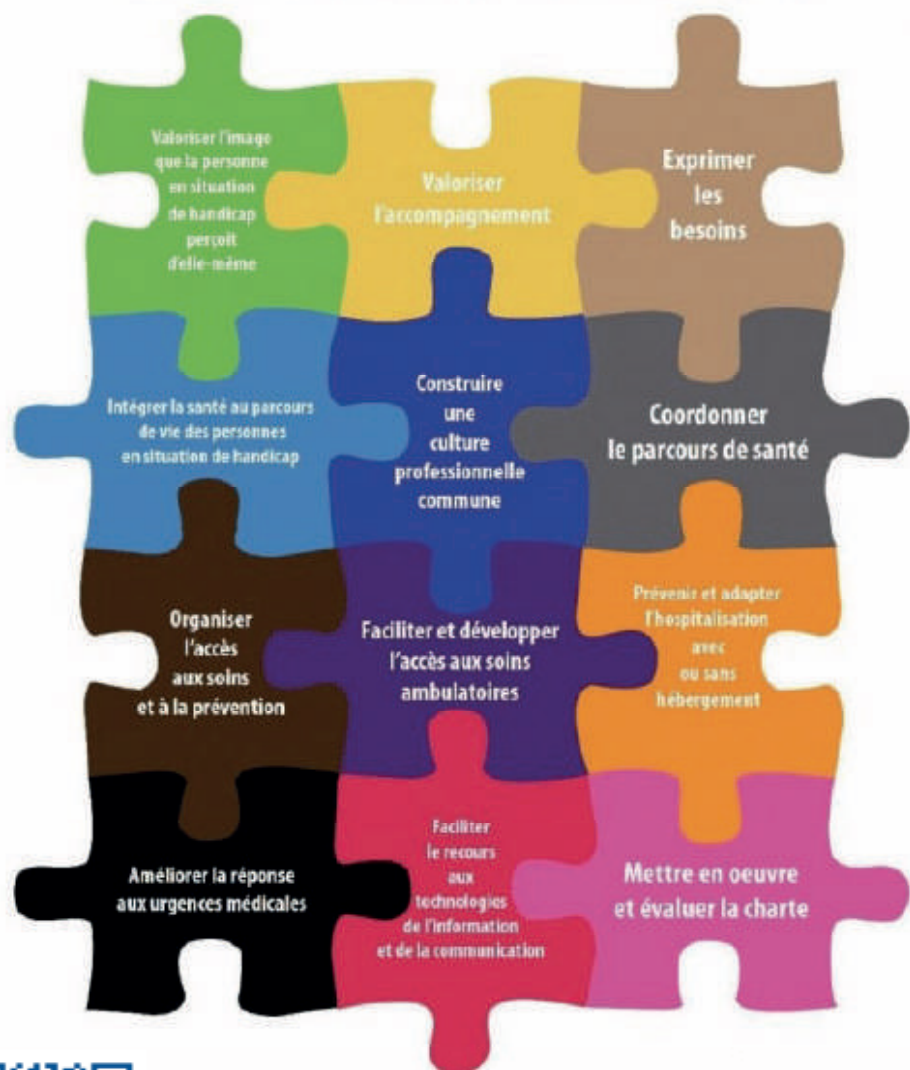 Valoriser l'image
que la personne
en situation
de handicap
perçoit
d'elle-même
Valoriser
l'accompagnement
Exprimer
les
besoins
Intégrer la santé au parcours
de vie des personnes
en situation de handicap
Construire
une
culture
professionnelle
commune
Coordonner
le parcours de santé
Organiser
l'accès
aux soins
et à la prévention
Faciliter et développer
l'accès aux soins
ambulatoires
Prévenir et adapter
l'hospitalisation
avec
ou sans
hébergement
Améliorer la réponse
aux urgences médicales
Faciliter
le recours
aux
technologies
de l'information
et de la communication
Mettre en oeuvre
et évaluer la charte